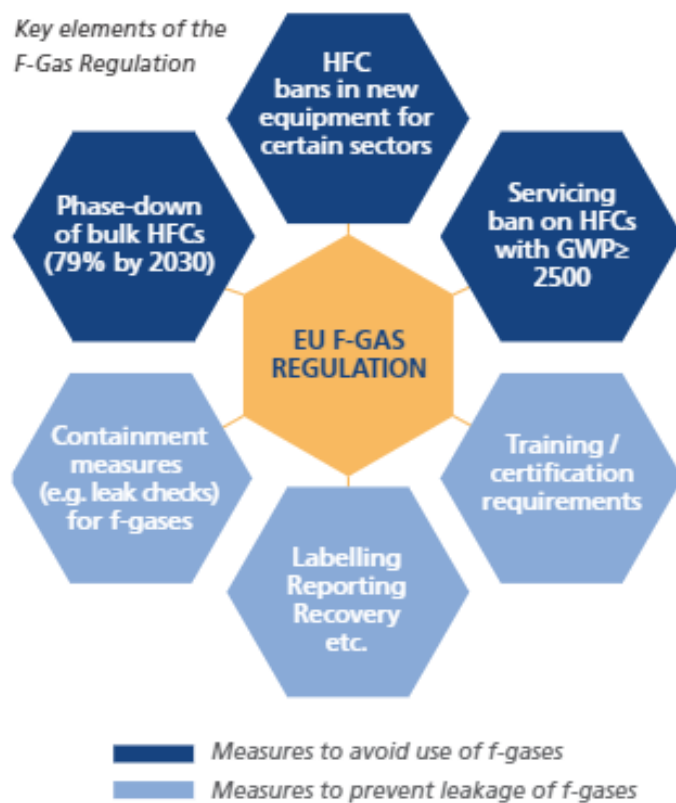 Key elements of the
F-Gas Regulation
HFC
bans in new
equipment for
certain sectors
Phase-down
of bulk HFCs
(79% by 2030)
Servicing
ban on HFCs
with GWP≥
2500
EU F-GAS
REGULATION
Containment
measures
(e.g. leak checks)
for f-gases
Training /
certification
requirements
Labelling
Reporting
Recovery
etc.
Measures to avoid use of f-gases
Measures to prevent leakage of f-gases